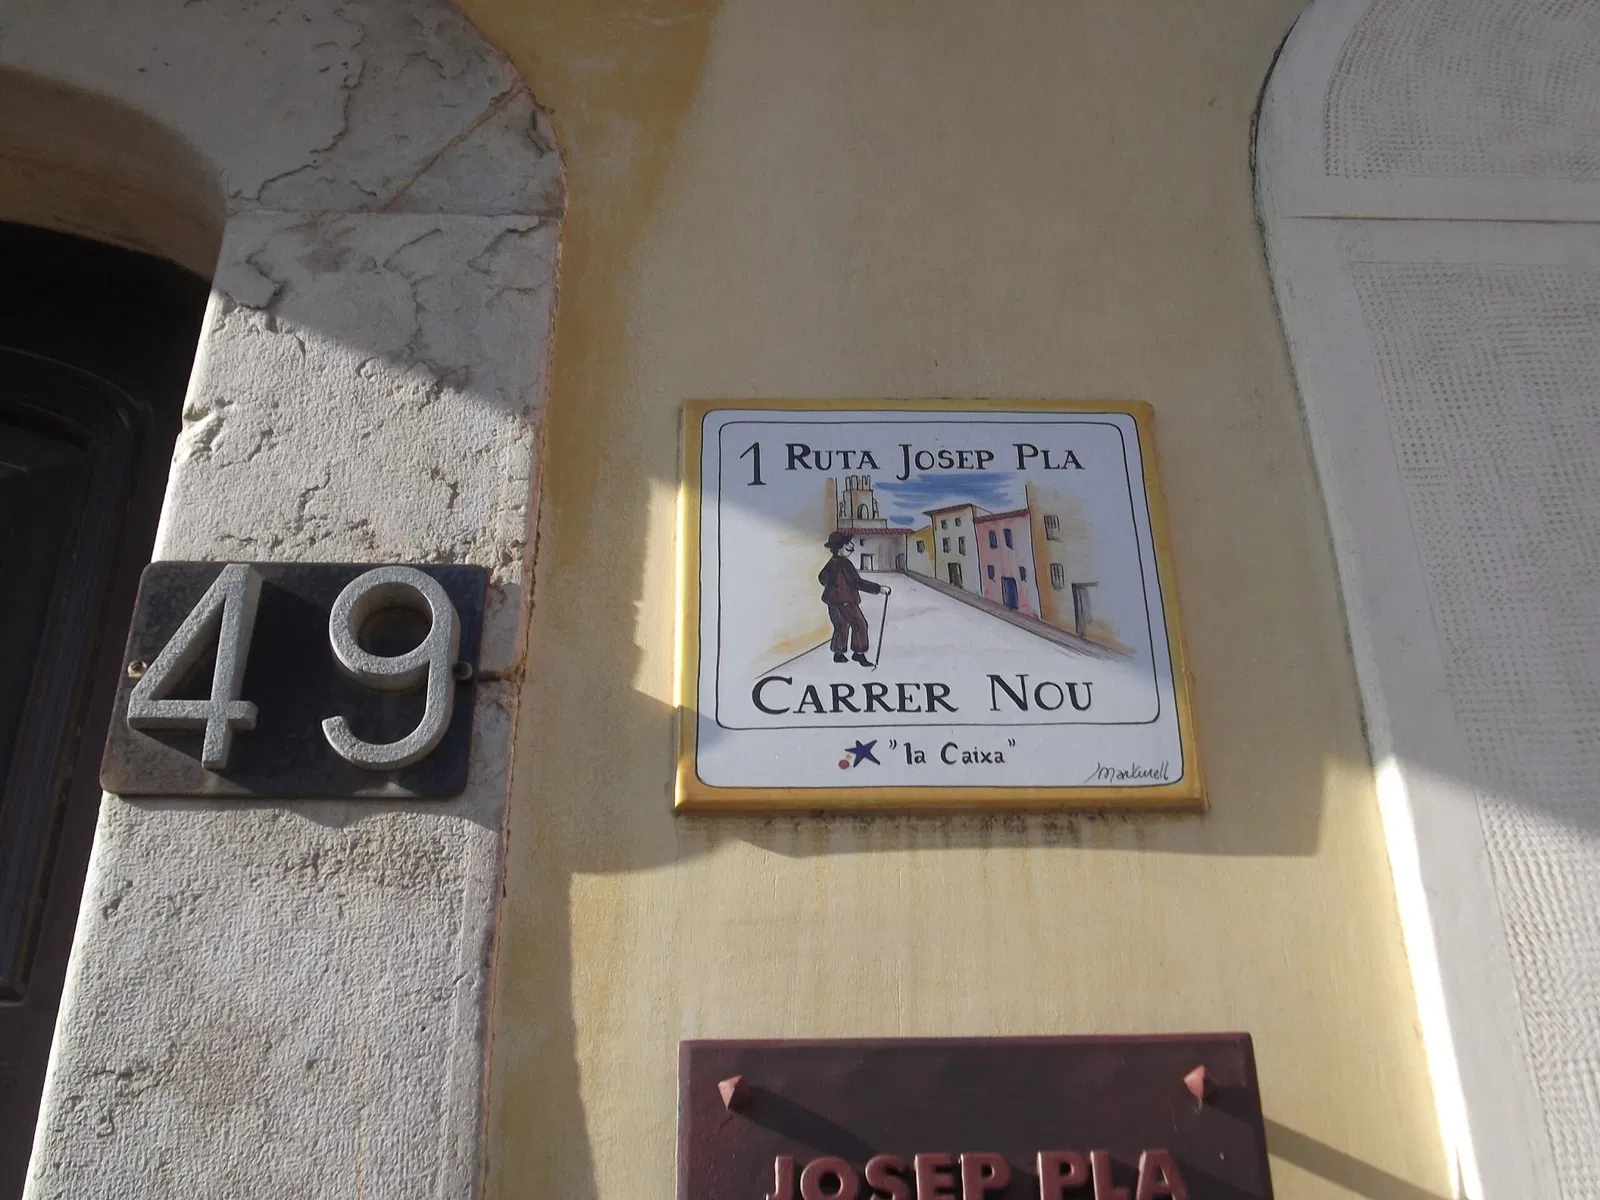 49
1 RUTA JOSEP PLA
CARRER NOU
"la Caixa"
JOSEP PLA